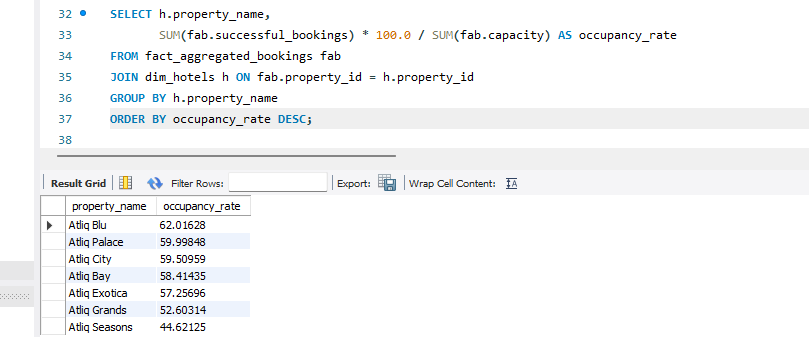 32 SELECT h.property_name,
33 SUM(fab.successful_bookings) * 100.0 / SUM(fab.capacity) AS occupancy_rate
34 FROM fact_aggregated_bookings fab
35 JOIN dim_hotels h ON fab.property_id = h.property_id
36 GROUP BY h.property_name
37 ORDER BY occupancy_rate DESC;
38
Result Grid Filter Rows: Export: Wrap Cell Content: IA
property_name occupancy_rate
Atliq Blu 62.01628
Atliq Palace 59.99848
Atliq City 59.50959
Atliq Bay 58.41435
Atliq Exotica 57.25696
Atliq Grands 52.60314
Atliq Seasons 44.62125